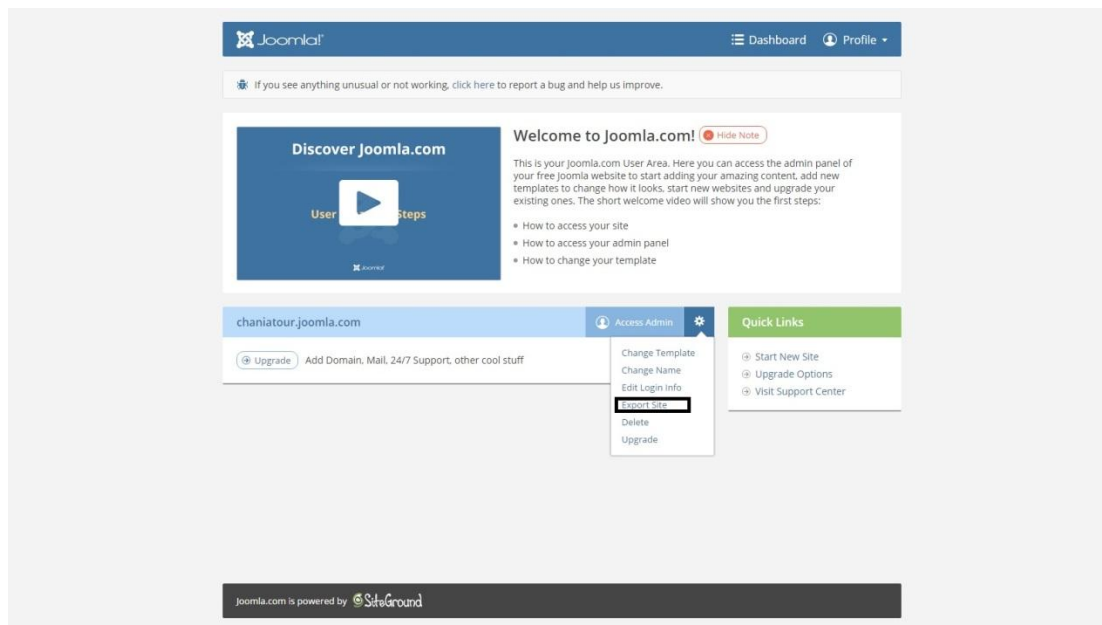 Joomla!
Dashboard
Profile
If you see anything unusual or not working, click here to report a bug and help us improve.
Discover Joomla.com
User Steps
Joomla!
Welcome to Joomla.com!
Hide Note
This is your Joomla.com User Area. Here you can access the admin panel of
your free Joomla website to start adding your amazing content, add new
templates to change how it looks, start new websites and upgrade your
existing ones. The short welcome video will show you the first steps:
How to access your site
How to access your admin panel
How to change your template
chaniatour.joomla.com
Access Admin
Upgrade
Add Domain, Mail, 24/7 Support, other cool stuff
Change Template
Change Name
Edit Login Info
Export Site
Delete
Upgrade
Quick Links
Start New Site
Upgrade Options
Visit Support Center
Joomla.com is powered by SiteGround